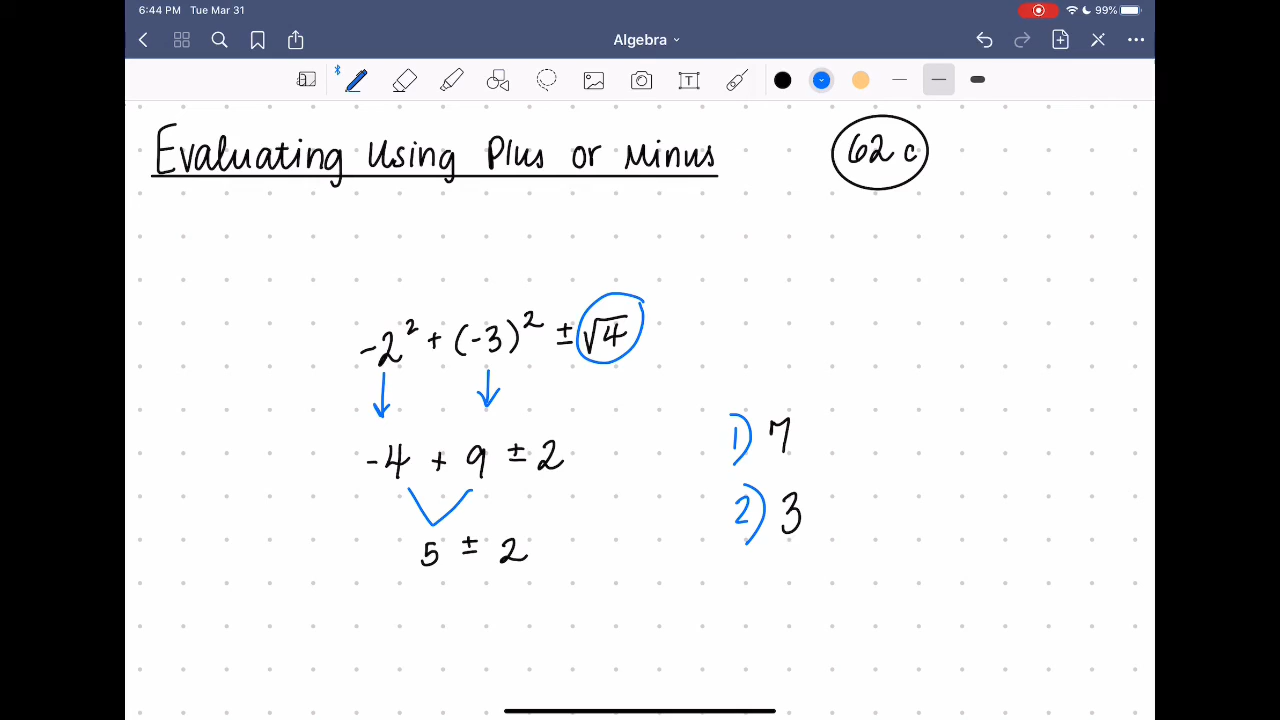 6:44 PM Tue Mar 31 99%
Algebra
T
Evaluating Using Plus or Minus 62 c
-2² + (-3)² ± √4
1) 7
-4 + 9 ± 2
2) 3
5 ± 2